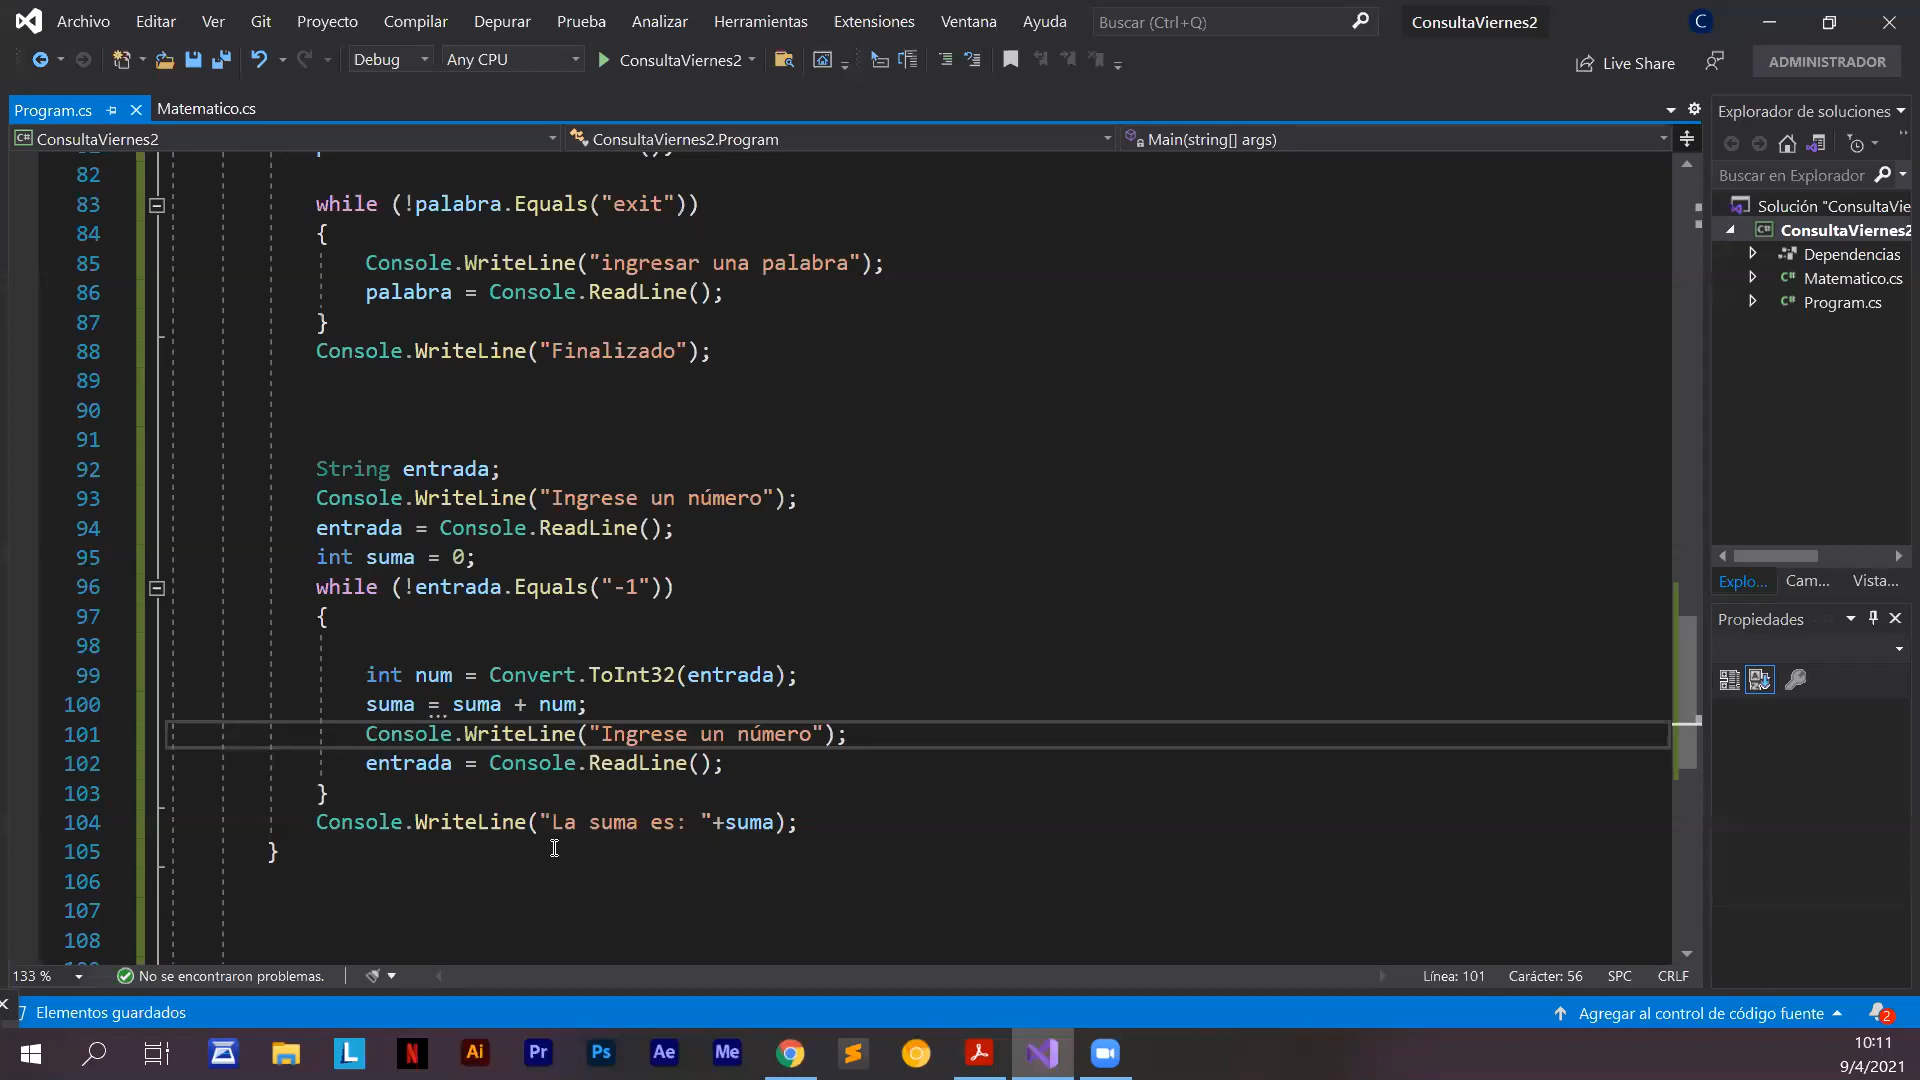 Archivo Editar Ver Git Proyecto Compilar Depurar Prueba Analizar Herramientas Extensiones Ventana Ayuda Buscar (Ctrl+Q) ConsultaViernes2 C
Debug Any CPU ConsultaViernes2 Live Share ADMINISTRADOR
Program.cs Matematico.cs
C# ConsultaViernes2 ConsultaViernes2.Program Main(string[] args)
82
83 while (!palabra.Equals("exit"))
84 {
85 Console.WriteLine("ingresar una palabra");
86 palabra = Console.ReadLine();
87 }
88 Console.WriteLine("Finalizado");
89
90
91
92 String entrada;
93 Console.WriteLine("Ingrese un número");
94 entrada = Console.ReadLine();
95 int suma = 0;
96 while (!entrada.Equals("-1"))
97 {
98
99 int num = Convert.ToInt32(entrada);
100 suma = suma + num;
101 Console.WriteLine("Ingrese un número");
102 entrada = Console.ReadLine();
103 }
104 Console.WriteLine("La suma es: "+suma);
105 }
106
107
108
Explorador de soluciones
Buscar en Explorador
Solución "ConsultaVie
C# ConsultaViernes2
Dependencias
C# Matematico.cs
C# Program.cs
Explo... Cam... Vista...
Propiedades
133 % No se encontraron problemas. Línea: 101 Carácter: 56 SPC CRLF
Elementos guardados Agregar al control de código fuente 2
L N Ai Pr Ps Ae Me
10:11
9/4/2021